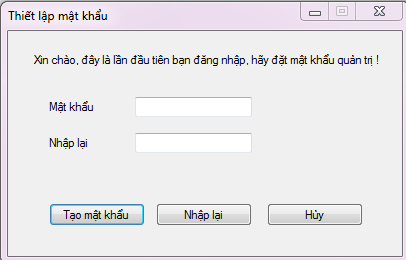 Thiết lập mật khẩu
Xin chào, đây là lần đầu tiên bạn đăng nhập, hãy đặt mật khẩu quản trị !
Mật khẩu
Nhập lại
Tạo mật khẩu Nhập lại Hủy